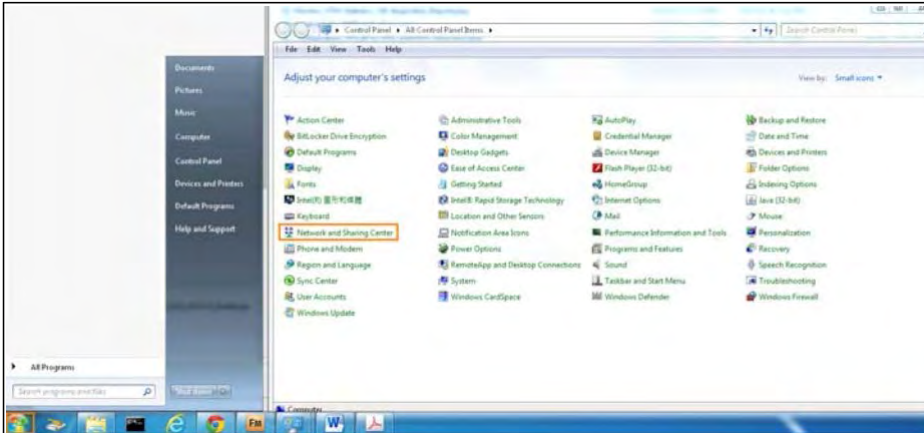 Control Panel ▸ All Control Panel Items ▸
Search Control Panel
File Edit View Tools Help
Adjust your computer's settings
View by: Small icons
Documents
Pictures
Music
Computer
Control Panel
Devices and Printers
Default Programs
Help and Support
All Programs
Search programs and files
Action Center
Administrative Tools
AutoPlay
Backup and Restore
BitLocker Drive Encryption
Color Management
Credential Manager
Date and Time
Default Programs
Desktop Gadgets
Device Manager
Devices and Printers
Display
Ease of Access Center
Flash Player (32-bit)
Folder Options
Fonts
Getting Started
HomeGroup
Indexing Options
Intel(R) 圖形和媒體
Intel® Rapid Storage Technology
Internet Options
Java (32-bit)
Keyboard
Location and Other Sensors
Mail
Mouse
Network and Sharing Center
Notification Area Icons
Performance Information and Tools
Personalization
Phone and Modem
Power Options
Programs and Features
Recovery
Region and Language
RemoteApp and Desktop Connections
Sound
Speech Recognition
Sync Center
System
Taskbar and Start Menu
Troubleshooting
User Accounts
Windows CardSpace
Windows Defender
Windows Firewall
Windows Update
Computer
FM
W